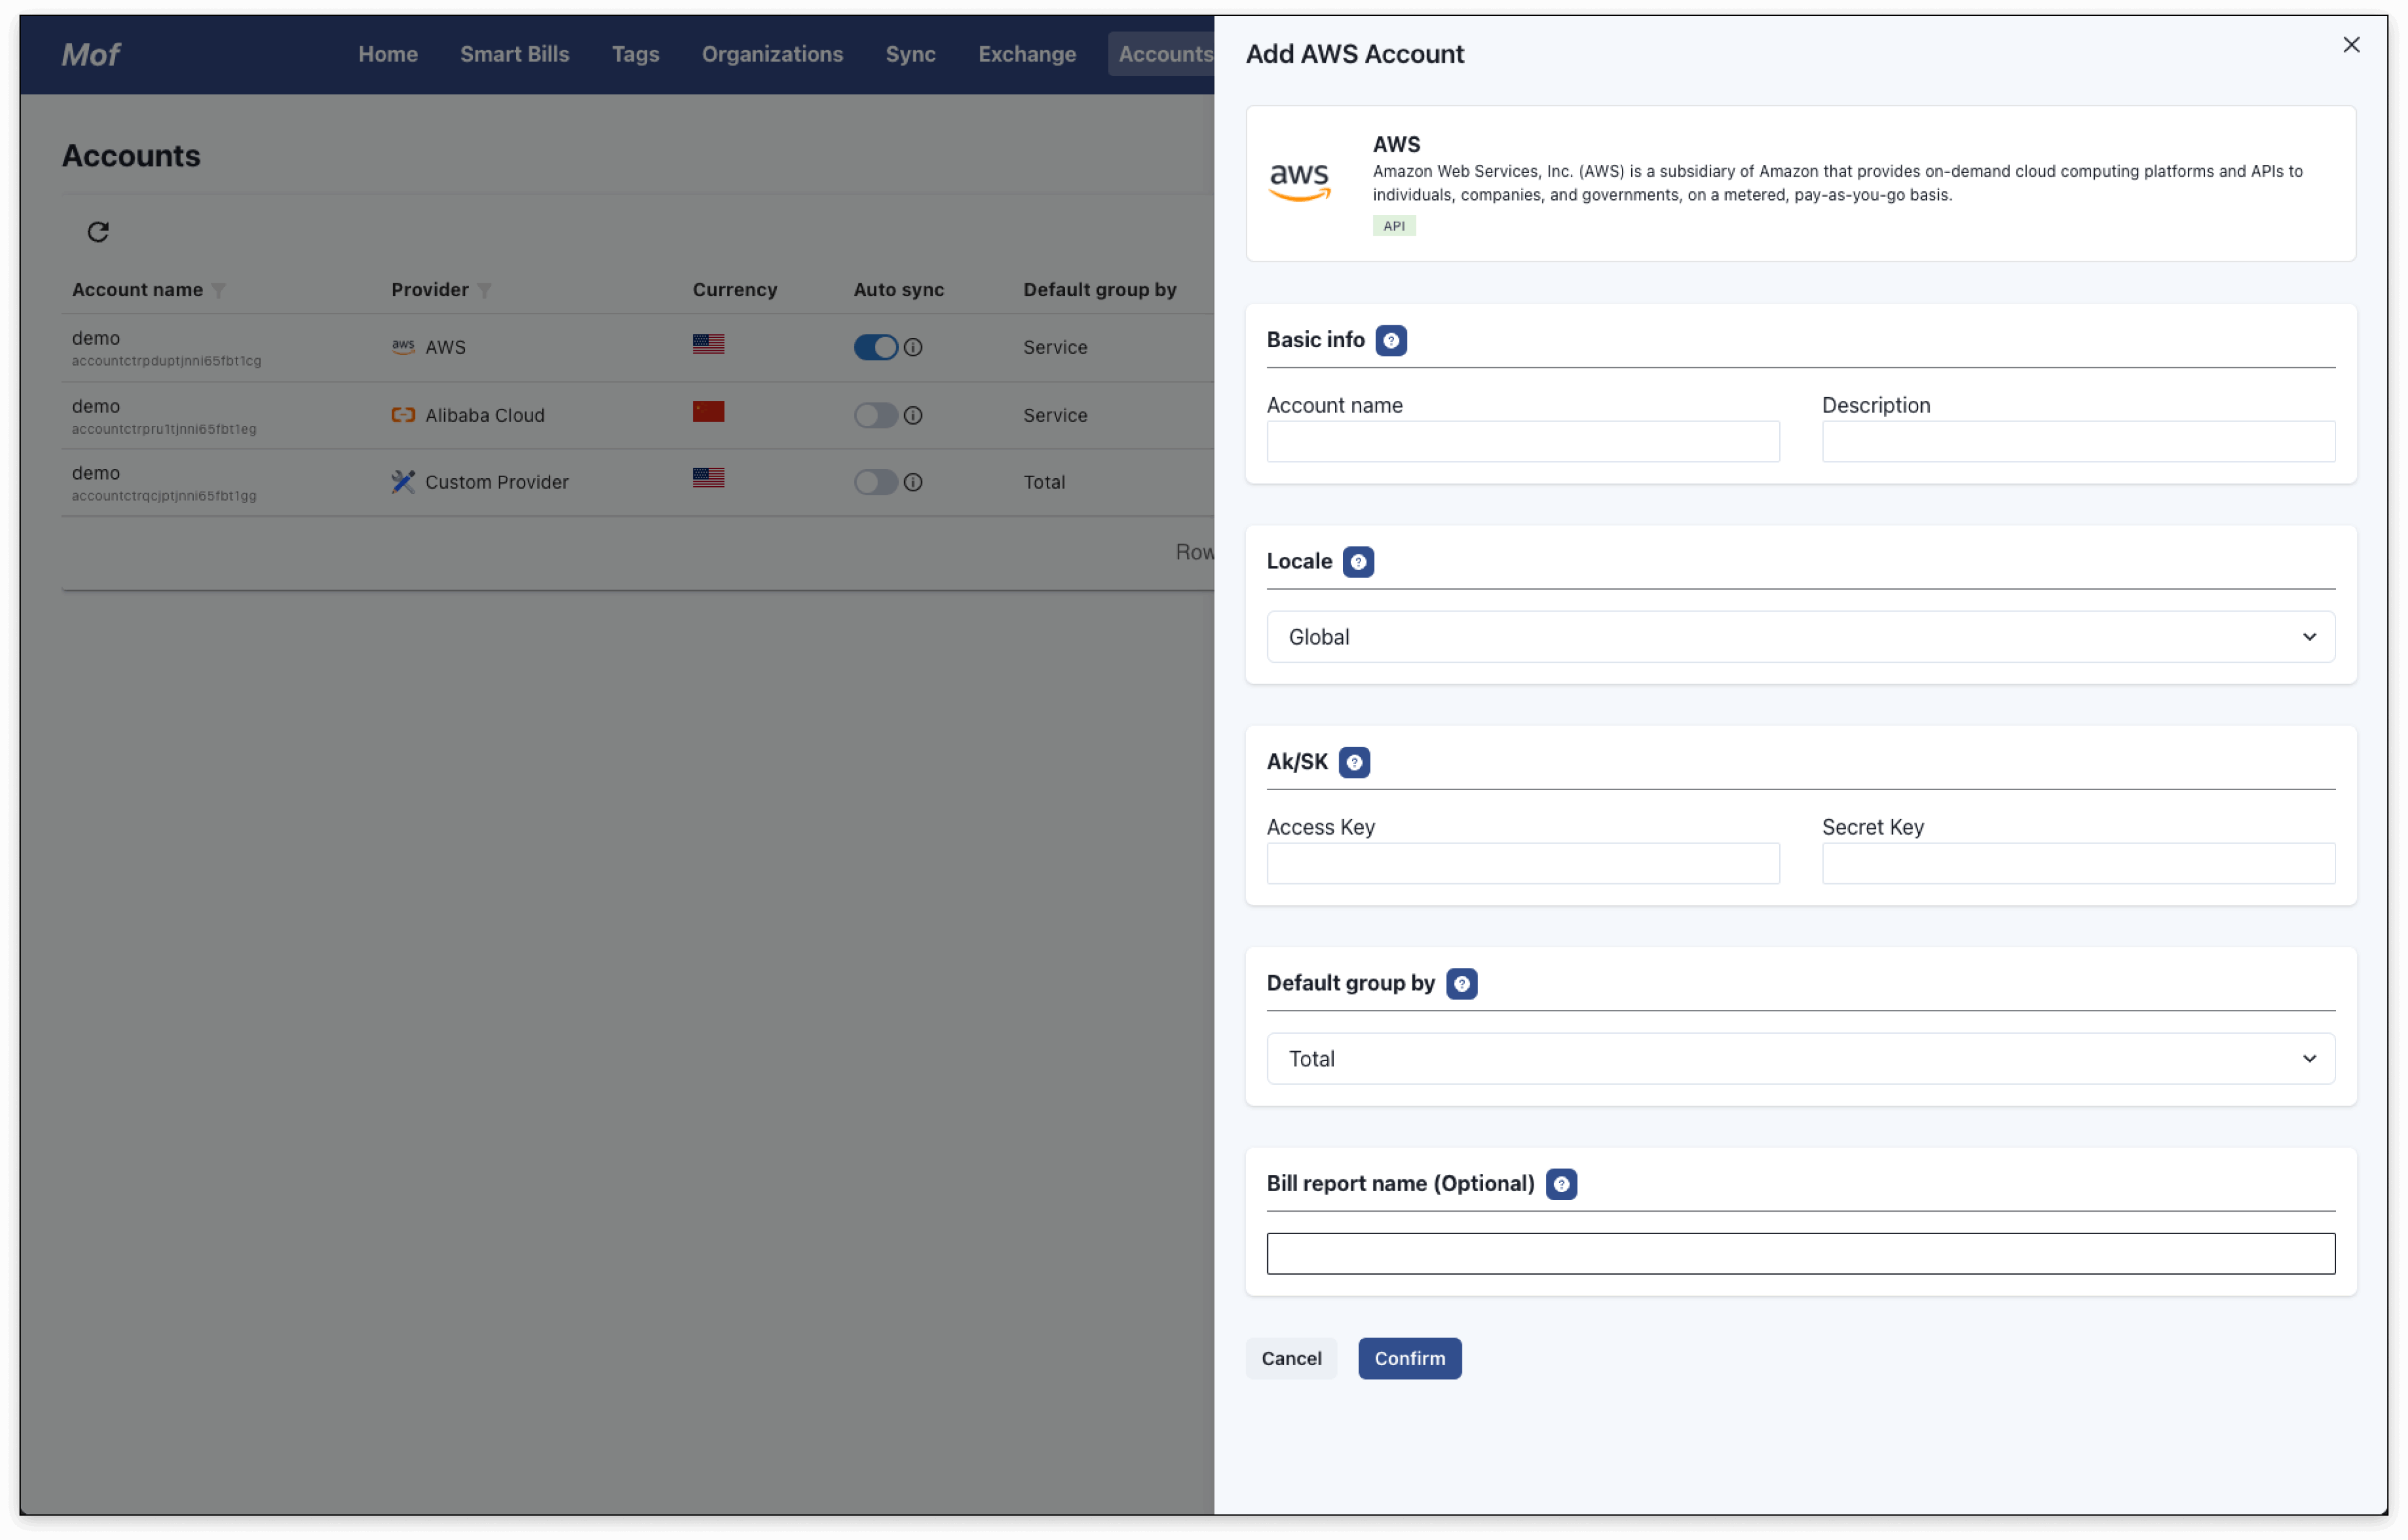 Mof
Home Smart Bills Tags Organizations Sync Exchange Accounts
Accounts
Account name Provider Currency Auto sync Default group by
demo
accountctrpduptjnni65fbt1cg
aws AWS
Service
demo
accountctrpru1tjnni65fbt1eg
Alibaba Cloud
Service
demo
accountctrqcjptjnni65fbt1gg
Custom Provider
Total
Row
Add AWS Account
aws
AWS
Amazon Web Services, Inc. (AWS) is a subsidiary of Amazon that provides on-demand cloud computing platforms and APIs to
individuals, companies, and governments, on a metered, pay-as-you-go basis.
API
Basic info
Account name Description
Locale
Global
Ak/SK
Access Key Secret Key
Default group by
Total
Bill report name (Optional)
Cancel Confirm